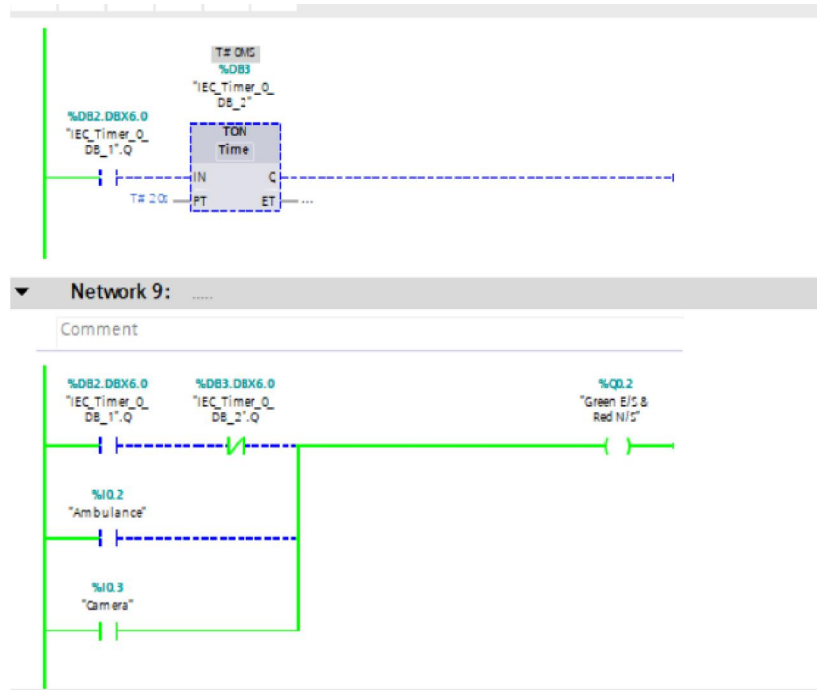 T# 0MS
%DB3
"IEC_Timer_0_
DB_2"
%DB2.DBX6.0
"IEC_Timer_0_
DB_1".Q
TON
Time
IN Q
T# 20s PT ET ...
Network 9: .....
Comment
%DB2.DBX6.0 %DB3.DBX6.0 %Q0.2
"IEC_Timer_0_ "IEC_Timer_0_ "Green E/S &
DB_1".Q DB_2".Q Red N/S"
%I0.2
"Ambulance"
%I0.3
"Camera"